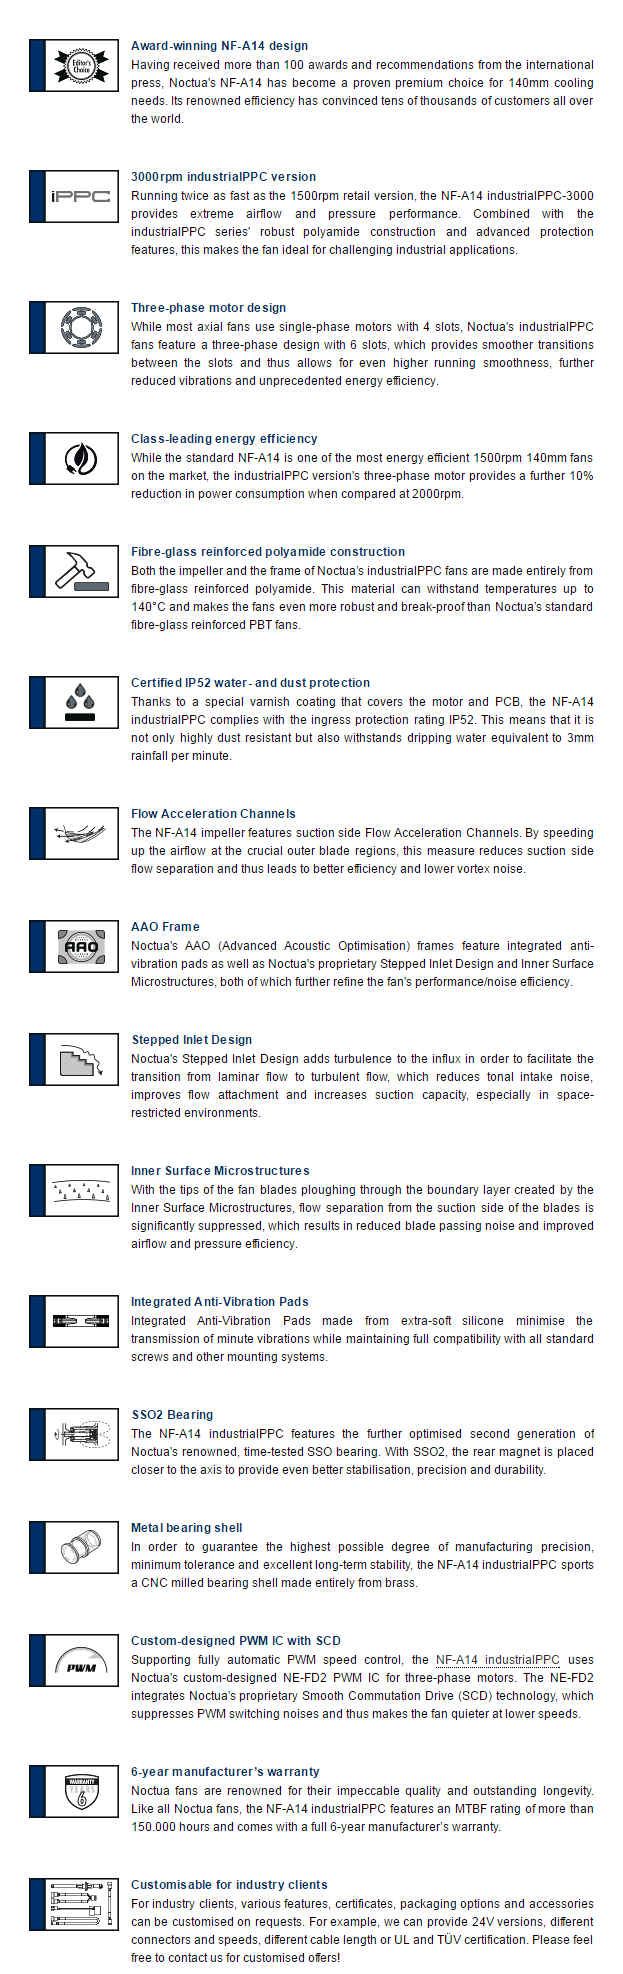 Editor's
Choice
Award-winning NF-A14 design
Having received more than 100 awards and recommendations from the international
press, Noctua's NF-A14 has become a proven premium choice for 140mm cooling
needs. Its renowned efficiency has convinced tens of thousands of customers all over
the world.
iPPC
3000rpm industrialPPC version
Running twice as fast as the 1500rpm retail version, the NF-A14 industrialPPC-3000
provides extreme airflow and pressure performance. Combined with the
industrialPPC series' robust polyamide construction and advanced protection
features, this makes the fan ideal for challenging industrial applications.
Three-phase motor design
While most axial fans use single-phase motors with 4 slots, Noctua's industrialPPC
fans feature a three-phase design with 6 slots, which provides smoother transitions
between the slots and thus allows for even higher running smoothness, further
reduced vibrations and unprecedented energy efficiency.
Class-leading energy efficiency
While the standard NF-A14 is one of the most energy efficient 1500rpm 140mm fans
on the market, the industrialPPC version's three-phase motor provides a further 10%
reduction in power consumption when compared at 2000rpm.
Fibre-glass reinforced polyamide construction
Both the impeller and the frame of Noctua's industrialPPC fans are made entirely from
fibre-glass reinforced polyamide. This material can withstand temperatures up to
140°C and makes the fans even more robust and break-proof than Noctua's standard
fibre-glass reinforced PBT fans.
Certified IP52 water- and dust protection
Thanks to a special varnish coating that covers the motor and PCB, the NF-A14
industrialPPC complies with the ingress protection rating IP52. This means that it is
not only highly dust resistant but also withstands dripping water equivalent to 3mm
rainfall per minute.
Flow Acceleration Channels
The NF-A14 impeller features suction side Flow Acceleration Channels. By speeding
up the airflow at the crucial outer blade regions, this measure reduces suction side
flow separation and thus leads to better efficiency and lower vortex noise.
AAO
AAO Frame
Noctua's AAO (Advanced Acoustic Optimisation) frames feature integrated anti-
vibration pads as well as Noctua's proprietary Stepped Inlet Design and Inner Surface
Microstructures, both of which further refine the fan's performance/noise efficiency.
Stepped Inlet Design
Noctua's Stepped Inlet Design adds turbulence to the influx in order to facilitate the
transition from laminar flow to turbulent flow, which reduces tonal intake noise,
improves flow attachment and increases suction capacity, especially in space-
restricted environments.
Inner Surface Microstructures
With the tips of the fan blades ploughing through the boundary layer created by the
Inner Surface Microstructures, flow separation from the suction side of the blades is
significantly suppressed, which results in reduced blade passing noise and improved
airflow and pressure efficiency.
Integrated Anti-Vibration Pads
Integrated Anti-Vibration Pads made from extra-soft silicone minimise the
transmission of minute vibrations while maintaining full compatibility with all standard
screws and other mounting systems.
SSO2 Bearing
The NF-A14 industrialPPC features the further optimised second generation of
Noctua's renowned, time-tested SSO bearing. With SSO2, the rear magnet is placed
closer to the axis to provide even better stabilisation, precision and durability.
Metal bearing shell
In order to guarantee the highest possible degree of manufacturing precision,
minimum tolerance and excellent long-term stability, the NF-A14 industrialPPC sports
a CNC milled bearing shell made entirely from brass.
PWM
Custom-designed PWM IC with SCD
Supporting fully automatic PWM speed control, the NF-A14 industrialPPC uses
Noctua's custom-designed NE-FD2 PWM IC for three-phase motors. The NE-FD2
integrates Noctua's proprietary Smooth Commutation Drive (SCD) technology, which
suppresses PWM switching noises and thus makes the fan quieter at lower speeds.
WARRANTY
YEARS
6
6-year manufacturer's warranty
Noctua fans are renowned for their impeccable quality and outstanding longevity.
Like all Noctua fans, the NF-A14 industrialPPC features an MTBF rating of more than
150.000 hours and comes with a full 6-year manufacturer's warranty.
Customisable for industry clients
For industry clients, various features, certificates, packaging options and accessories
can be customised on requests. For example, we can provide 24V versions, different
connectors and speeds, different cable length or UL and TÜV certification. Please feel
free to contact us for customised offers!